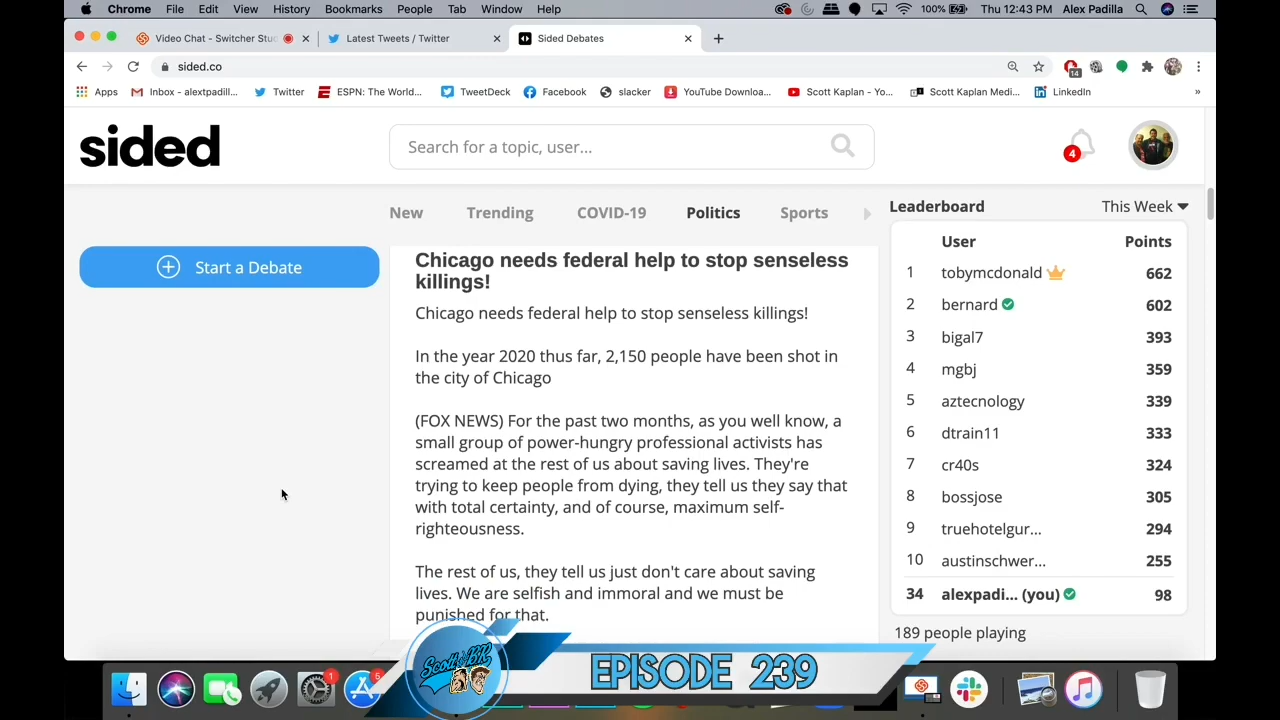 Chrome File Edit View History Bookmarks People Tab Window Help 100% Thu 12:43 PM Alex Padilla
Video Chat - Switcher Stu Latest Tweets / Twitter Sided Debates
sided.co 14
Apps Inbox - alextpadill... Twitter ESPN: The World... TweetDeck Facebook slacker YouTube Downloa... Scott Kaplan - Yo... Scott Kaplan Medi... LinkedIn »
sided
Search for a topic, user...
4
New Trending COVID-19 Politics Sports
Start a Debate
Chicago needs federal help to stop senseless
killings!
Chicago needs federal help to stop senseless killings!
In the year 2020 thus far, 2,150 people have been shot in
the city of Chicago
(FOX NEWS) For the past two months, as you well know, a
small group of power-hungry professional activists has
screamed at the rest of us about saving lives. They're
trying to keep people from dying, they tell us they say that
with total certainty, and of course, maximum self-
righteousness.
The rest of us, they tell us just don't care about saving
lives. We are selfish and immoral and we must be
punished for that.
Leaderboard This Week
User Points
1 tobymcdonald 662
2 bernard 602
3 bigal7 393
4 mgbj 359
5 aztecnology 339
6 dtrain11 333
7 cr40s 324
8 bossjose 305
9 truehotelgur... 294
10 austinschwer... 255
34 alexpadi... (you) 98
189 people playing
Scott & BR
EPISODE 239
1